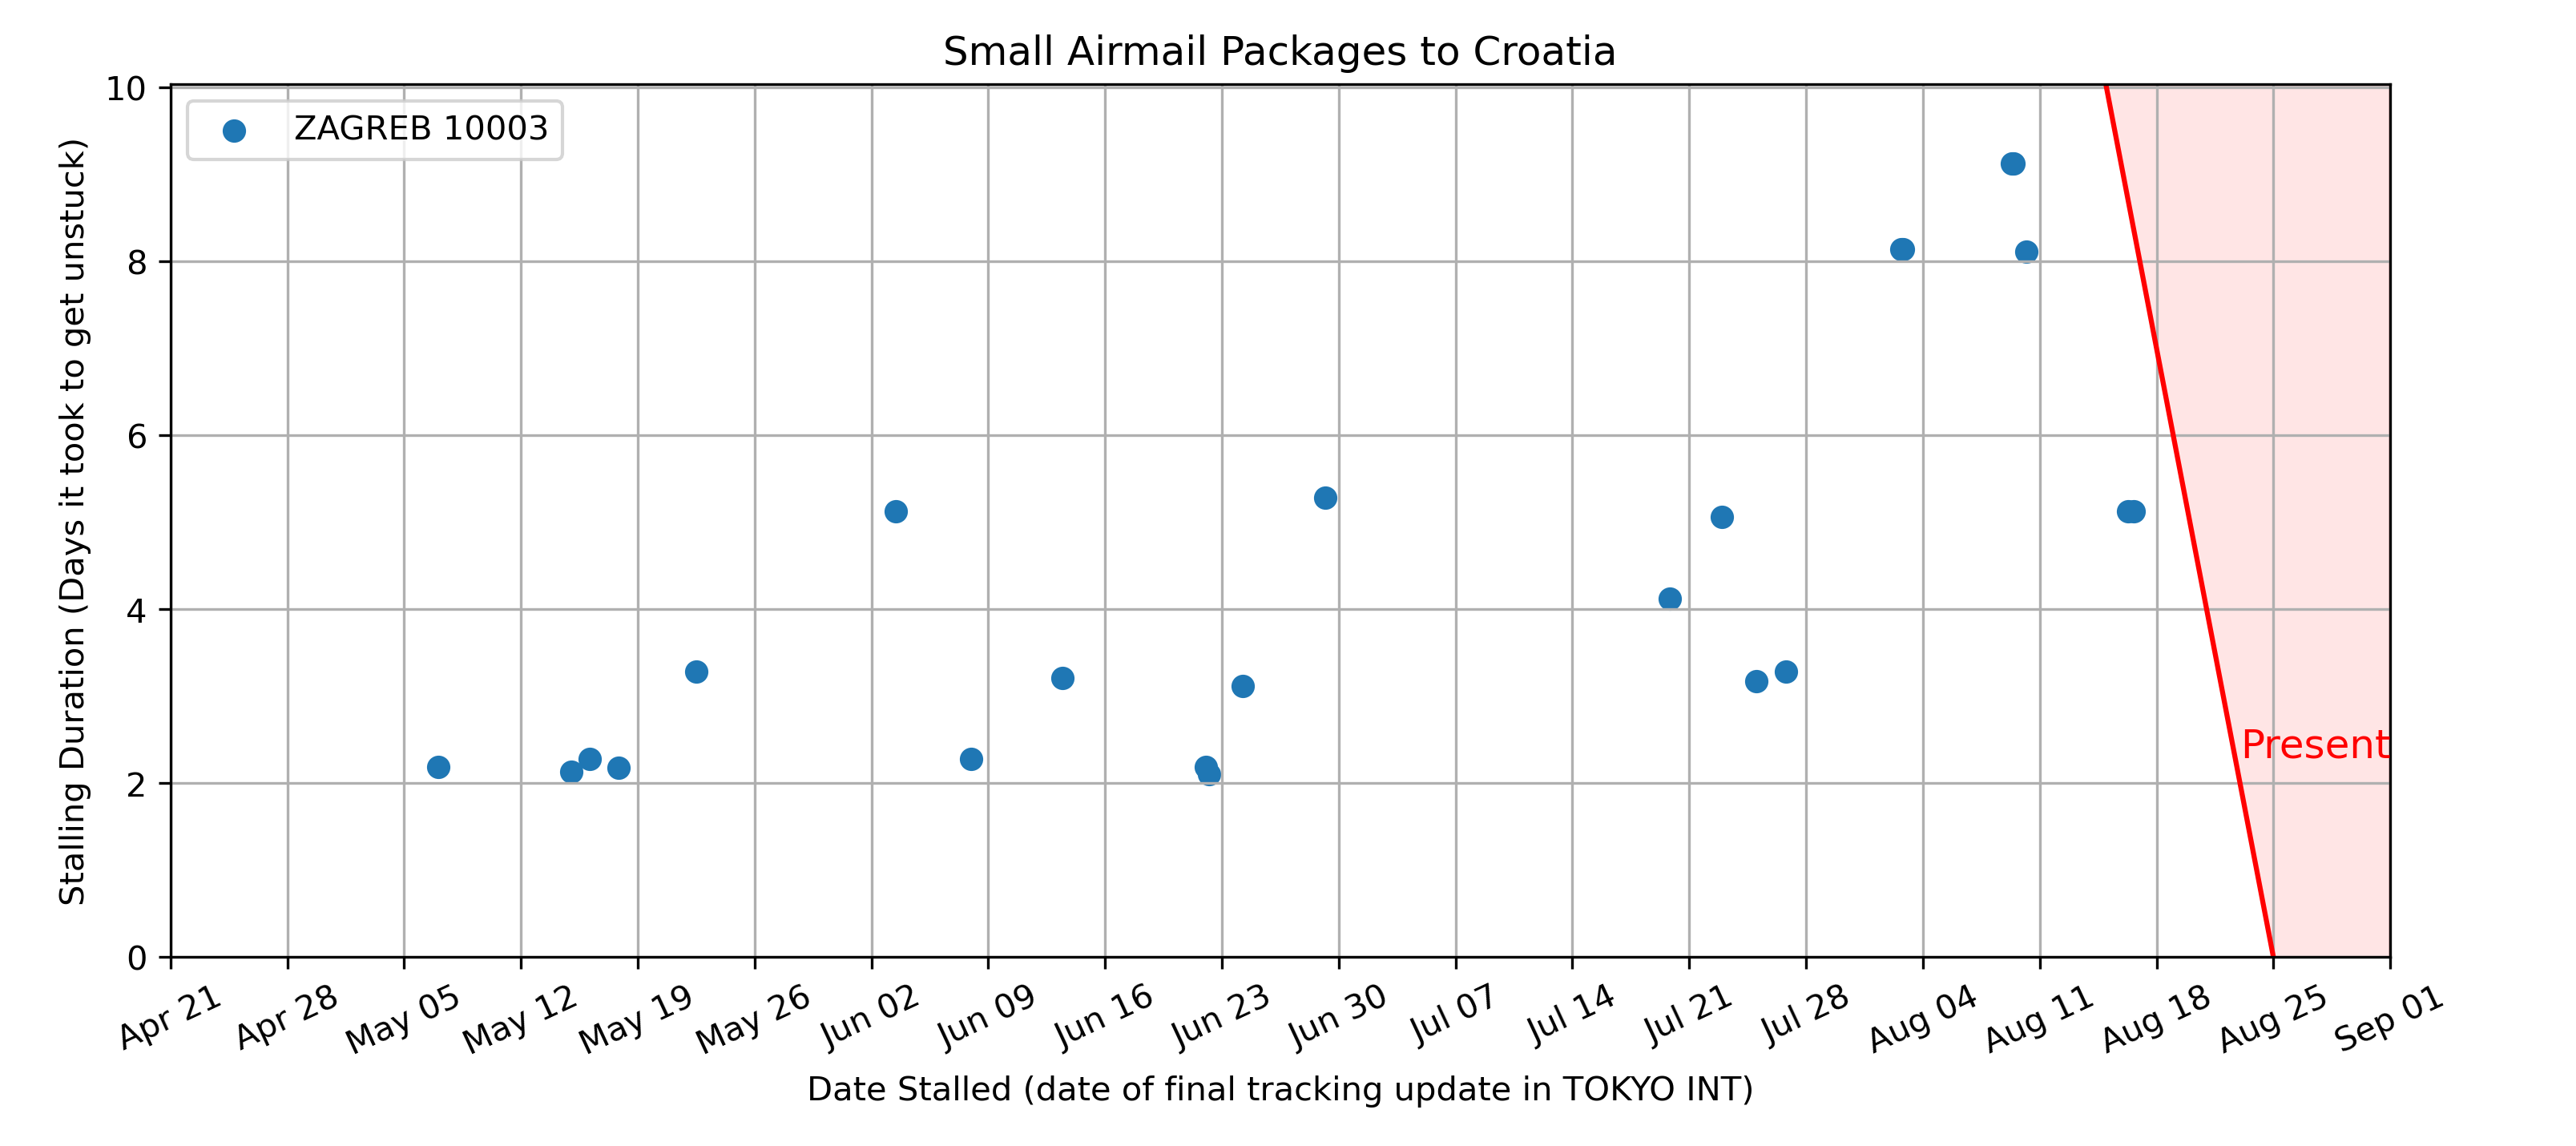 Small Airmail Packages to Croatia
ZAGREB 10003
Stalling Duration (Days it took to get unstuck)
10
8
6
4
2
0
Present
Apr 21
Apr 28
May 05
May 12
May 19
May 26
Jun 02
Jun 09
Jun 16
Jun 23
Jun 30
Jul 07
Jul 14
Jul 21
Jul 28
Aug 04
Aug 11
Aug 18
Aug 25
Sep 01
Date Stalled (date of final tracking update in TOKYO INT)